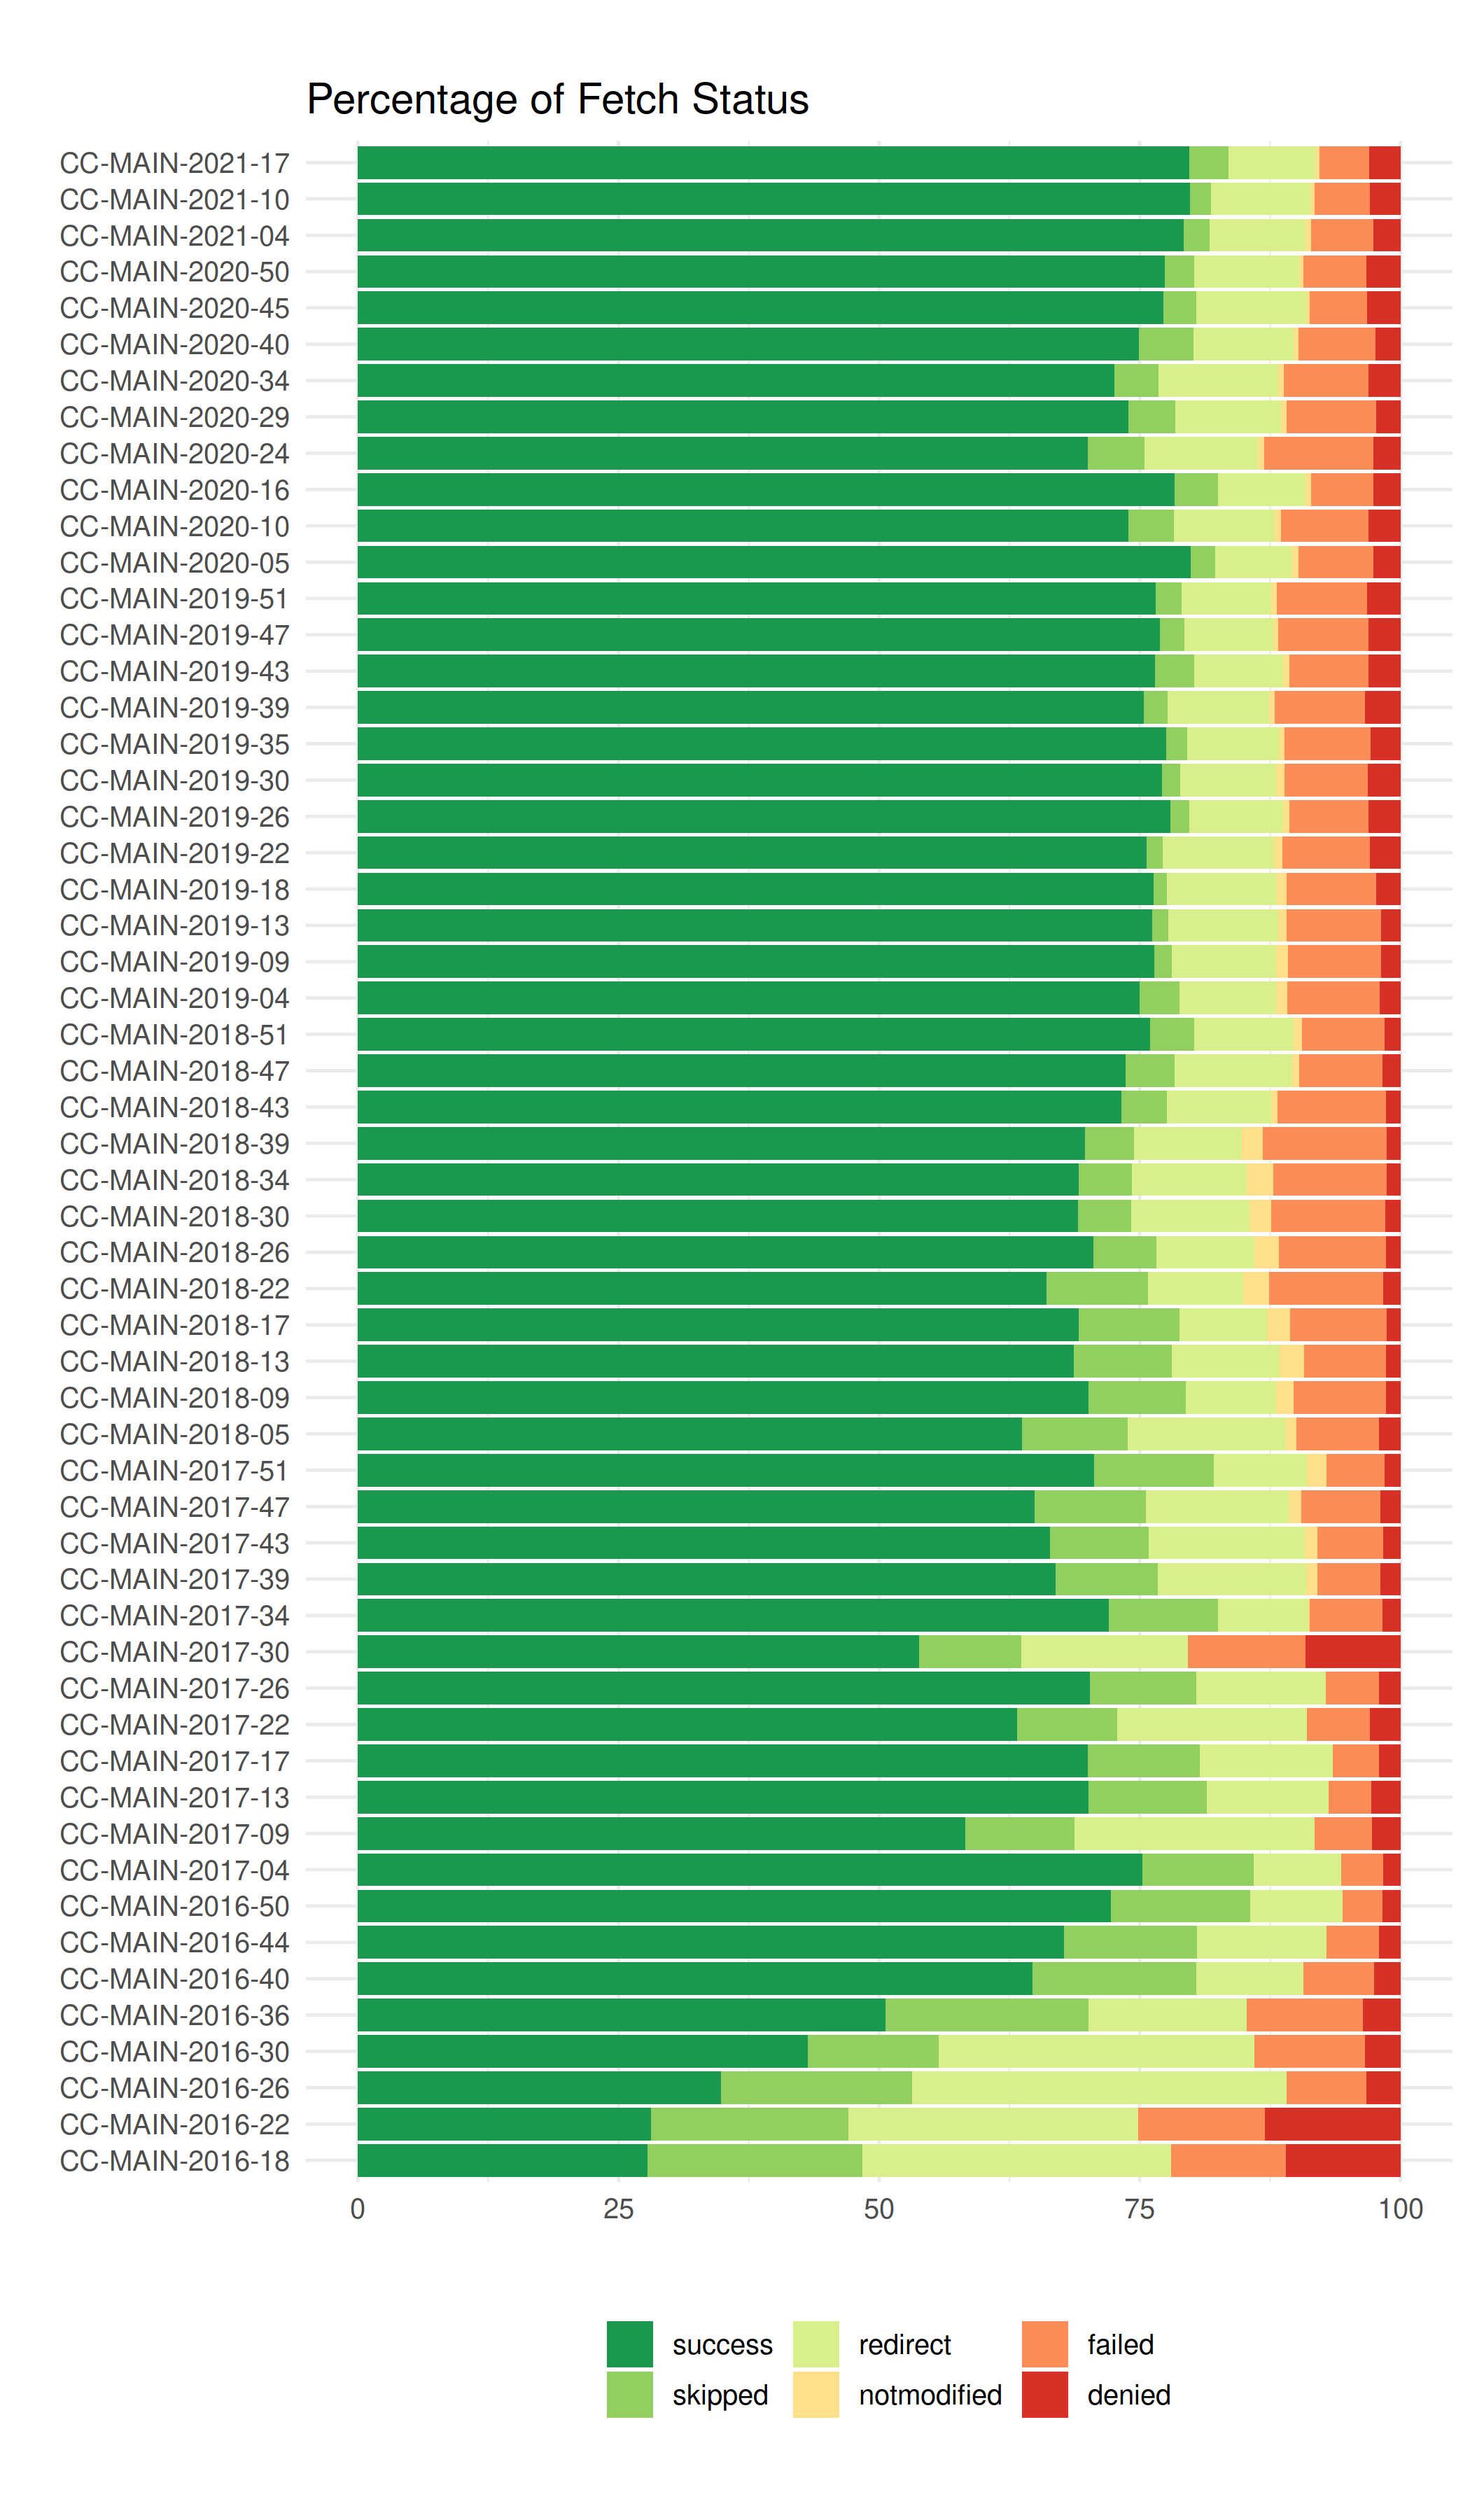 Percentage of Fetch Status
CC-MAIN-2021-17
CC-MAIN-2021-10
CC-MAIN-2021-04
CC-MAIN-2020-50
CC-MAIN-2020-45
CC-MAIN-2020-40
CC-MAIN-2020-34
CC-MAIN-2020-29
CC-MAIN-2020-24
CC-MAIN-2020-16
CC-MAIN-2020-10
CC-MAIN-2020-05
CC-MAIN-2019-51
CC-MAIN-2019-47
CC-MAIN-2019-43
CC-MAIN-2019-39
CC-MAIN-2019-35
CC-MAIN-2019-30
CC-MAIN-2019-26
CC-MAIN-2019-22
CC-MAIN-2019-18
CC-MAIN-2019-13
CC-MAIN-2019-09
CC-MAIN-2019-04
CC-MAIN-2018-51
CC-MAIN-2018-47
CC-MAIN-2018-43
CC-MAIN-2018-39
CC-MAIN-2018-34
CC-MAIN-2018-30
CC-MAIN-2018-26
CC-MAIN-2018-22
CC-MAIN-2018-17
CC-MAIN-2018-13
CC-MAIN-2018-09
CC-MAIN-2018-05
CC-MAIN-2017-51
CC-MAIN-2017-47
CC-MAIN-2017-43
CC-MAIN-2017-39
CC-MAIN-2017-34
CC-MAIN-2017-30
CC-MAIN-2017-26
CC-MAIN-2017-22
CC-MAIN-2017-17
CC-MAIN-2017-13
CC-MAIN-2017-09
CC-MAIN-2017-04
CC-MAIN-2016-50
CC-MAIN-2016-44
CC-MAIN-2016-40
CC-MAIN-2016-36
CC-MAIN-2016-30
CC-MAIN-2016-26
CC-MAIN-2016-22
CC-MAIN-2016-18
0 25 50 75 100
success redirect failed
skipped notmodified denied